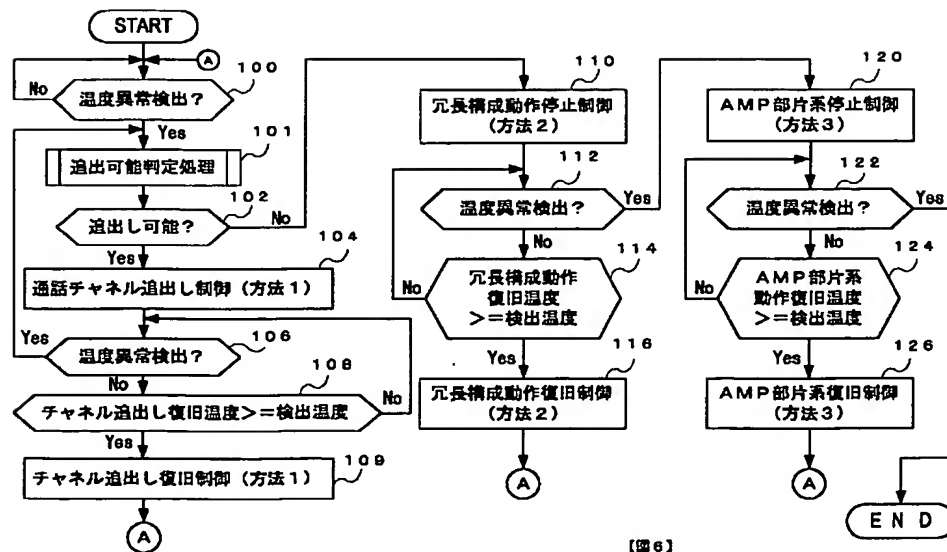 START
A
100
温度異常検出?
No
Yes
101
追出可能判定処理
102
追出し可能?
No
Yes
104
通話チャネル追出し制御(方法1)
106
温度異常検出?
Yes
No
108
チャネル追出し復旧温度>=検出温度
No
Yes
109
チャネル追出し復旧制御(方法1)
A
110
冗長構成動作停止制御
(方法2)
112
温度異常検出?
Yes
No
114
冗長構成動作
復旧温度
>=検出温度
No
Yes
116
冗長構成動作復旧制御
(方法2)
A
120
AMP部片系停止制御
(方法3)
122
温度異常検出?
Yes
No
124
AMP部片系
動作復旧温度
>=検出温度
No
Yes
126
AMP部片系復旧制御
(方法3)
A
END
【図6】